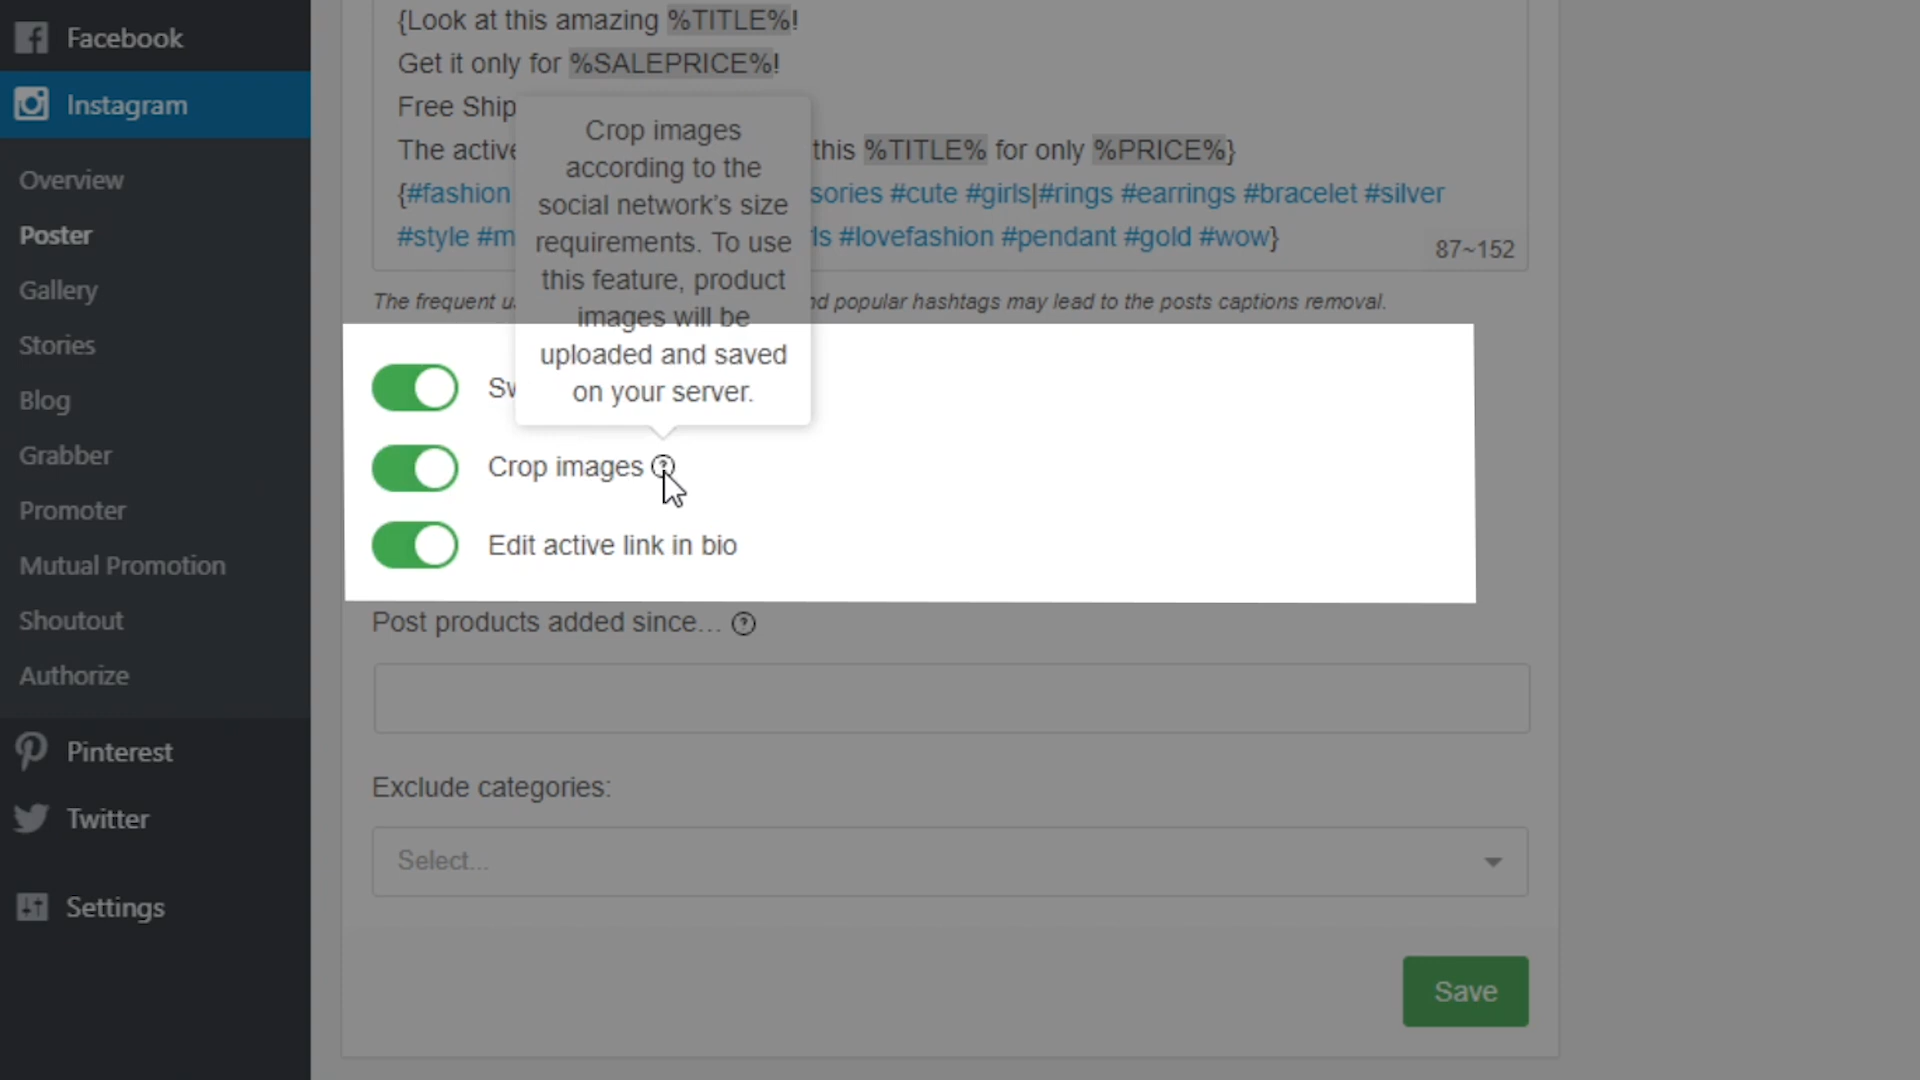 Facebook
Instagram
Overview
Poster
Gallery
Stories
Blog
Grabber
Promoter
Mutual Promotion
Shoutout
Authorize
Pinterest
Twitter
Settings
{Look at this amazing %TITLE%!
Get it only for %SALEPRICE%!
Free Ship
The active this %TITLE% for only %PRICE%}
{#fashion sories #cute #girls|#rings #earrings #bracelet #silver
#style #m ls #lovefashion #pendant #gold #wow}
87~152
The frequent u nd popular hashtags may lead to the posts captions removal.
Crop images
according to the
social network's size
requirements. To use
this feature, product
images will be
uploaded and saved
on your server.
Crop images ?
Edit active link in bio
Post products added since... ?
Exclude categories:
Select...
Save